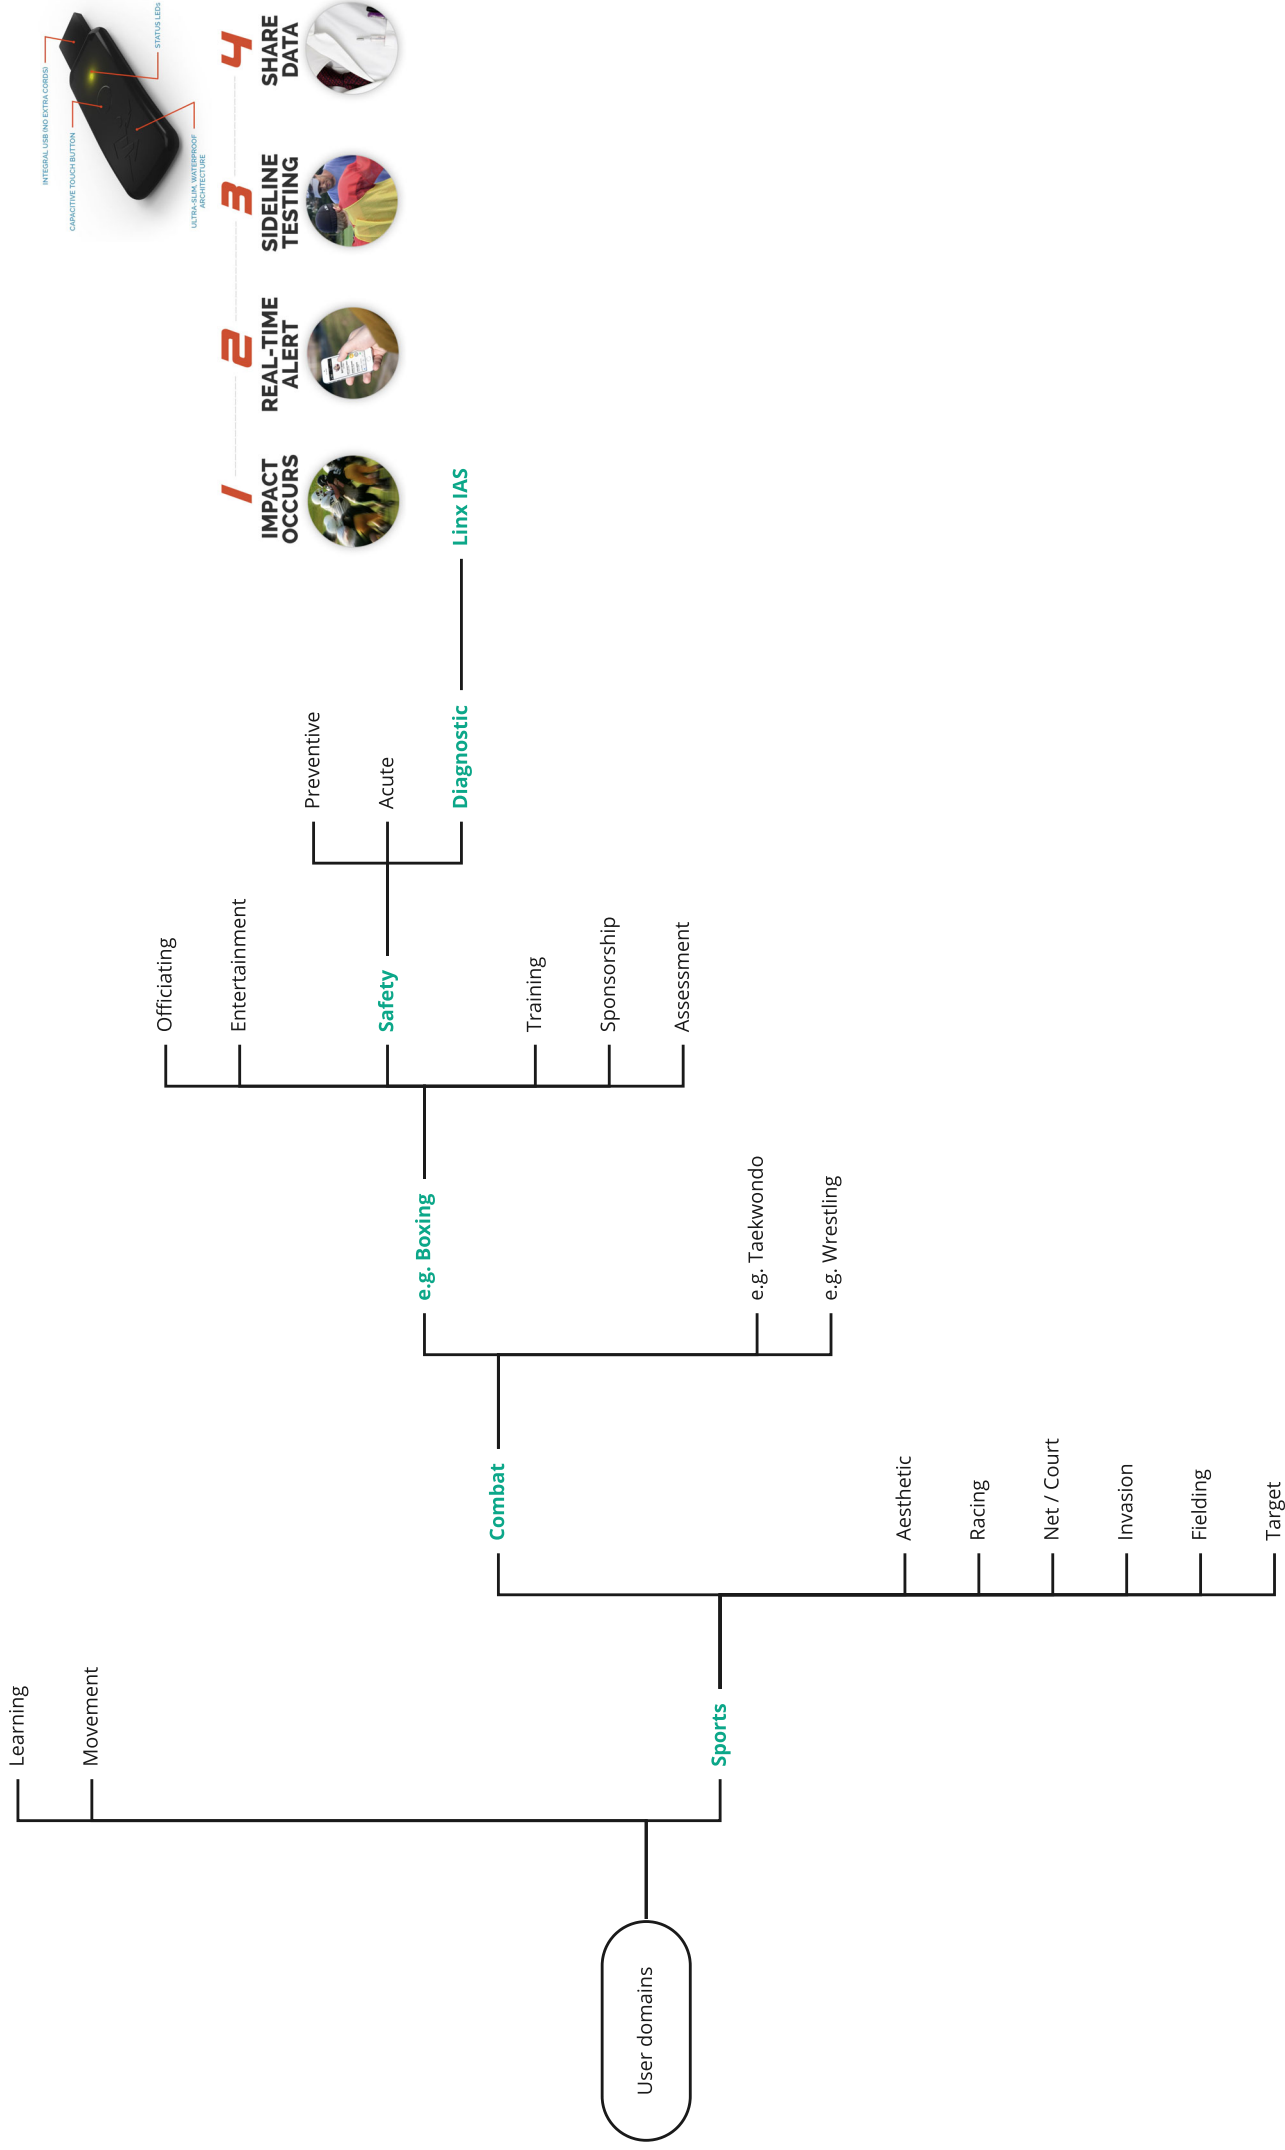 User domains
Learning
Movement
Sports
Combat
Aesthetic
Racing
Net / Court
Invasion
Fielding
Target
e.g. Boxing
e.g. Taekwondo
e.g. Wrestling
Officiating
Entertainment
Safety
Training
Sponsorship
Assessment
Preventive
Acute
Diagnostic
Linx IAS
INTEGRAL USB (NO EXTRA CORDS)
CAPACITIVE TOUCH BUTTON
STATUS LEDs
ULTRA-SLIM, WATERPROOF
ARCHITECTURE
1
IMPACT
OCCURS
2
REAL-TIME
ALERT
3
SIDELINE
TESTING
4
SHARE
DATA